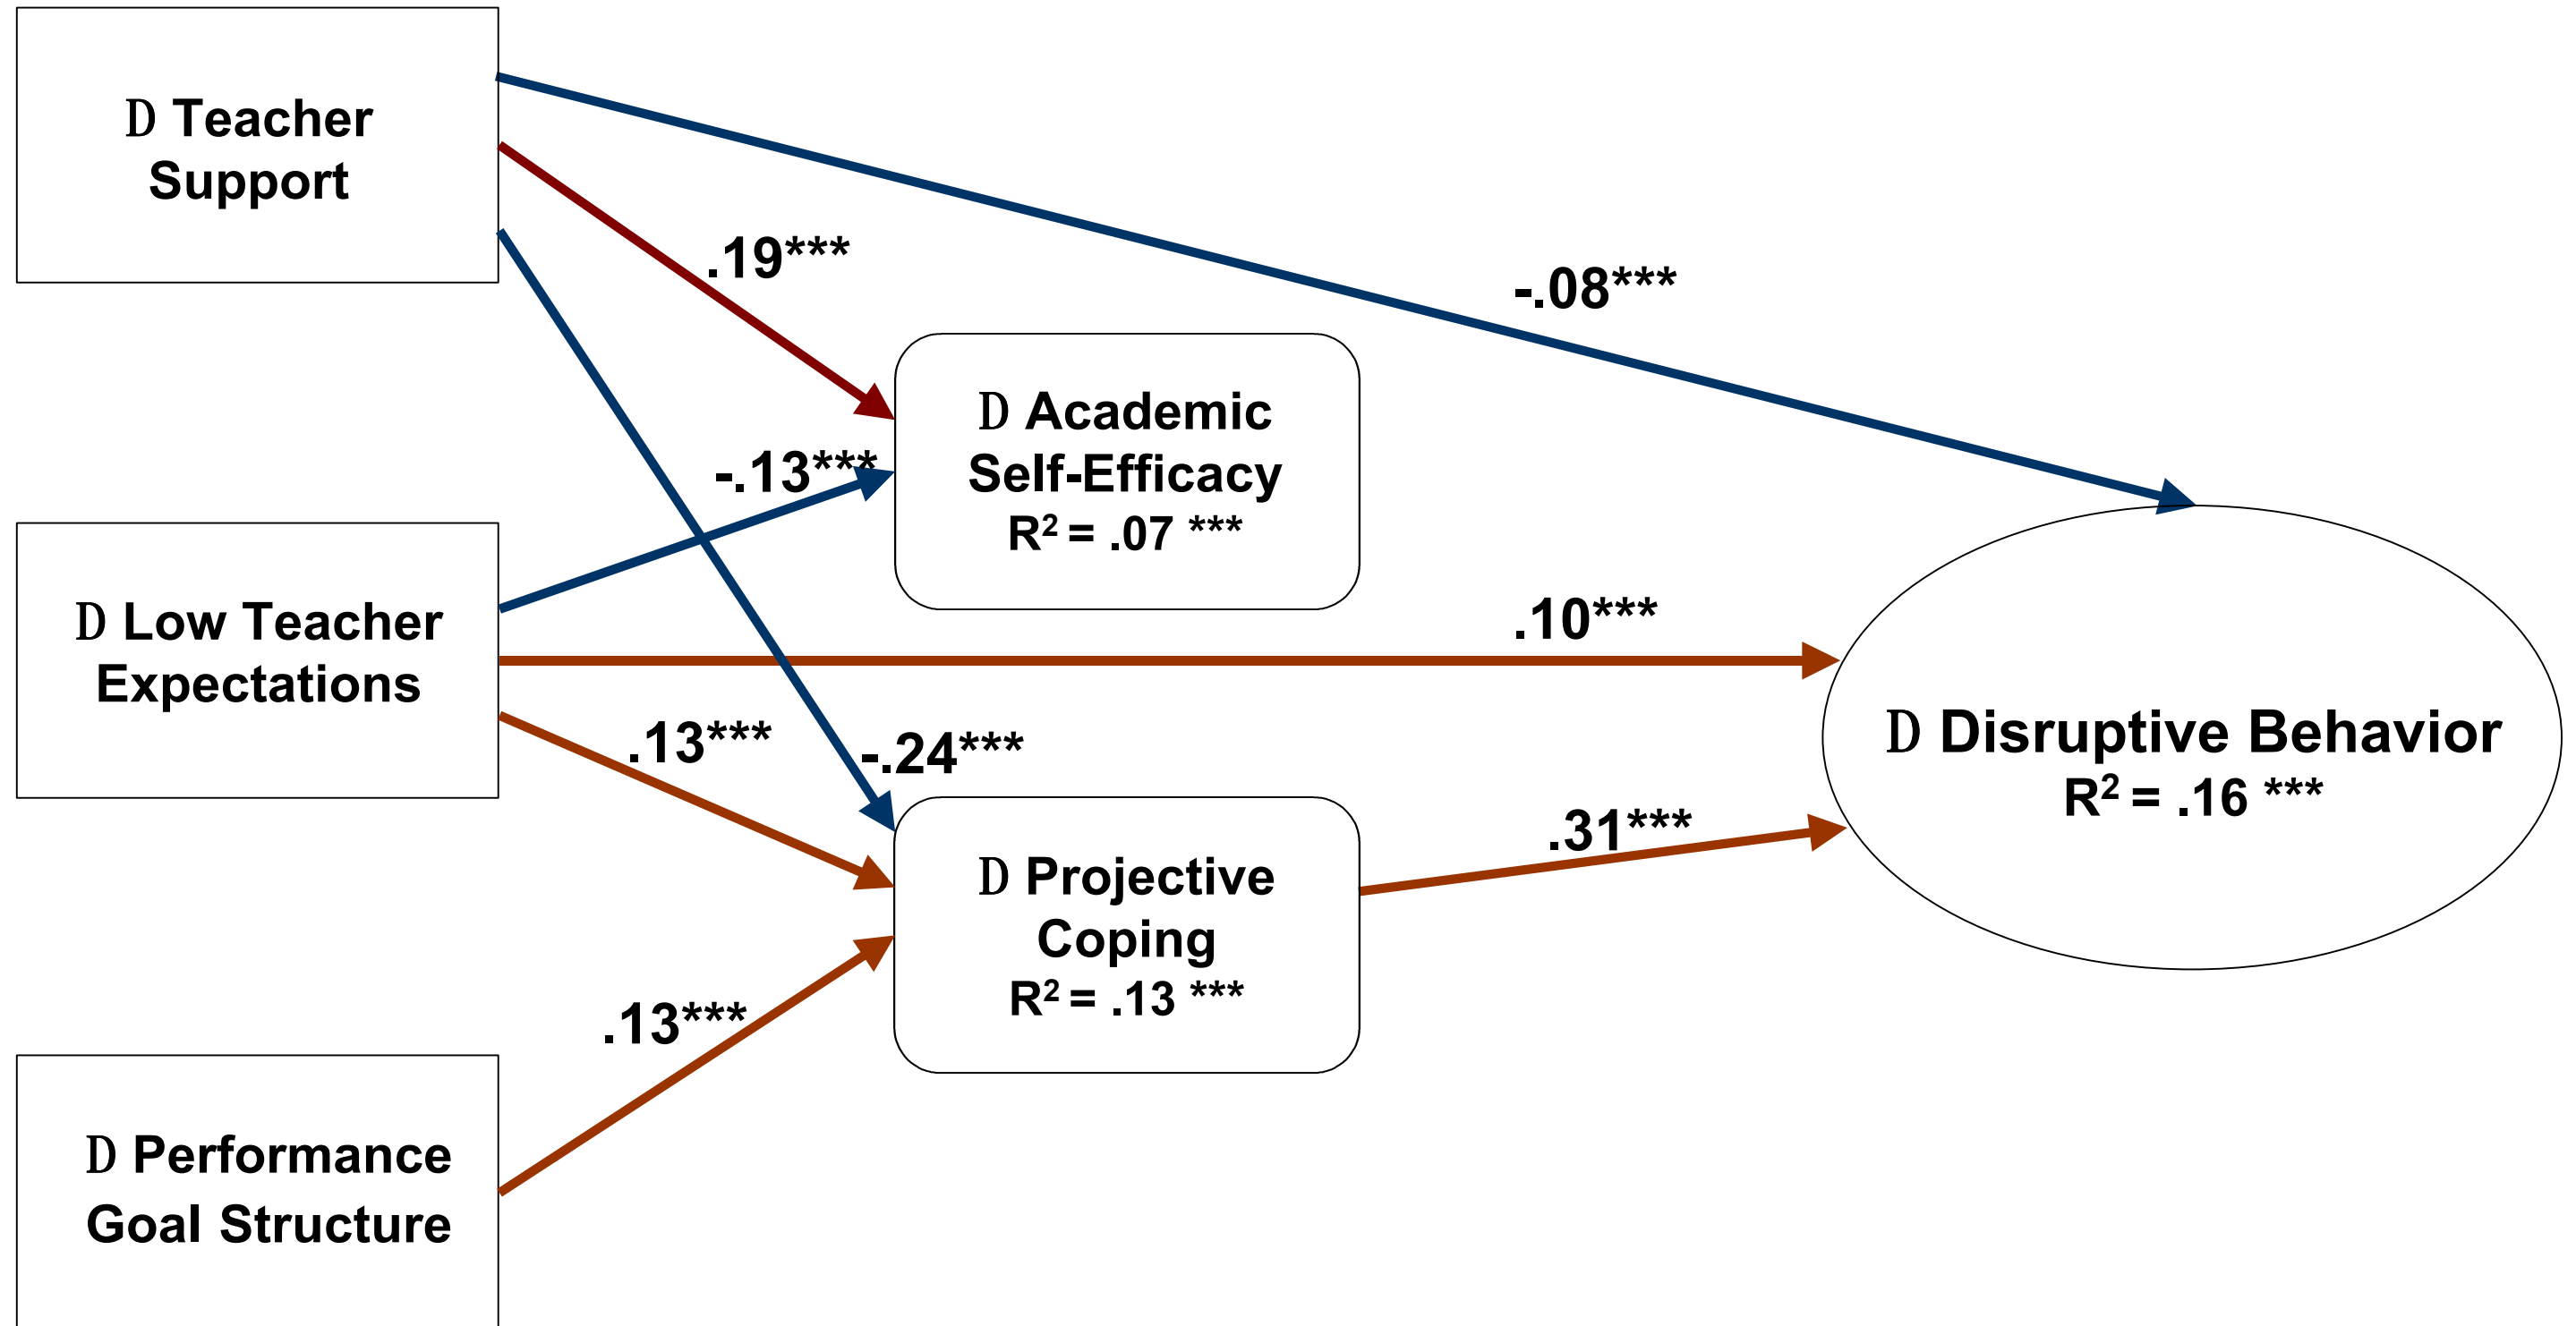 D Teacher
Support
.19***
-.08***
D Academic
Self-Efficacy
R² = .07 ***
-.13***
D Low Teacher
Expectations
.10***
.13***
-.24***
D Disruptive Behavior
R² = .16 ***
.31***
D Projective
Coping
R² = .13 ***
.13***
D Performance
Goal Structure